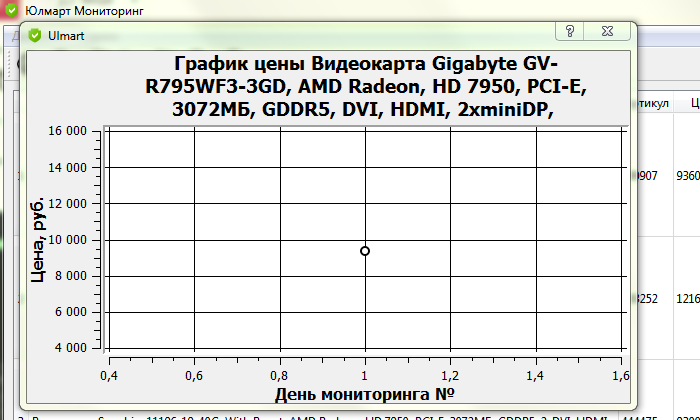 Юлмарт Мониторинг
Ulmart
График цены Видеокарта Gigabyte GV-
R795WF3-3GD, AMD Radeon, HD 7950, PCI-E,
3072МБ, GDDR5, DVI, HDMI, 2xminiDP,
тикул
Ц
16 000
14 000
12 000
10 000
8 000
6 000
4 000
Цена, руб.
0,4
0,6
0,8
1
1,2
1,4
1,6
День мониторинга №
907
9360
8252
1216